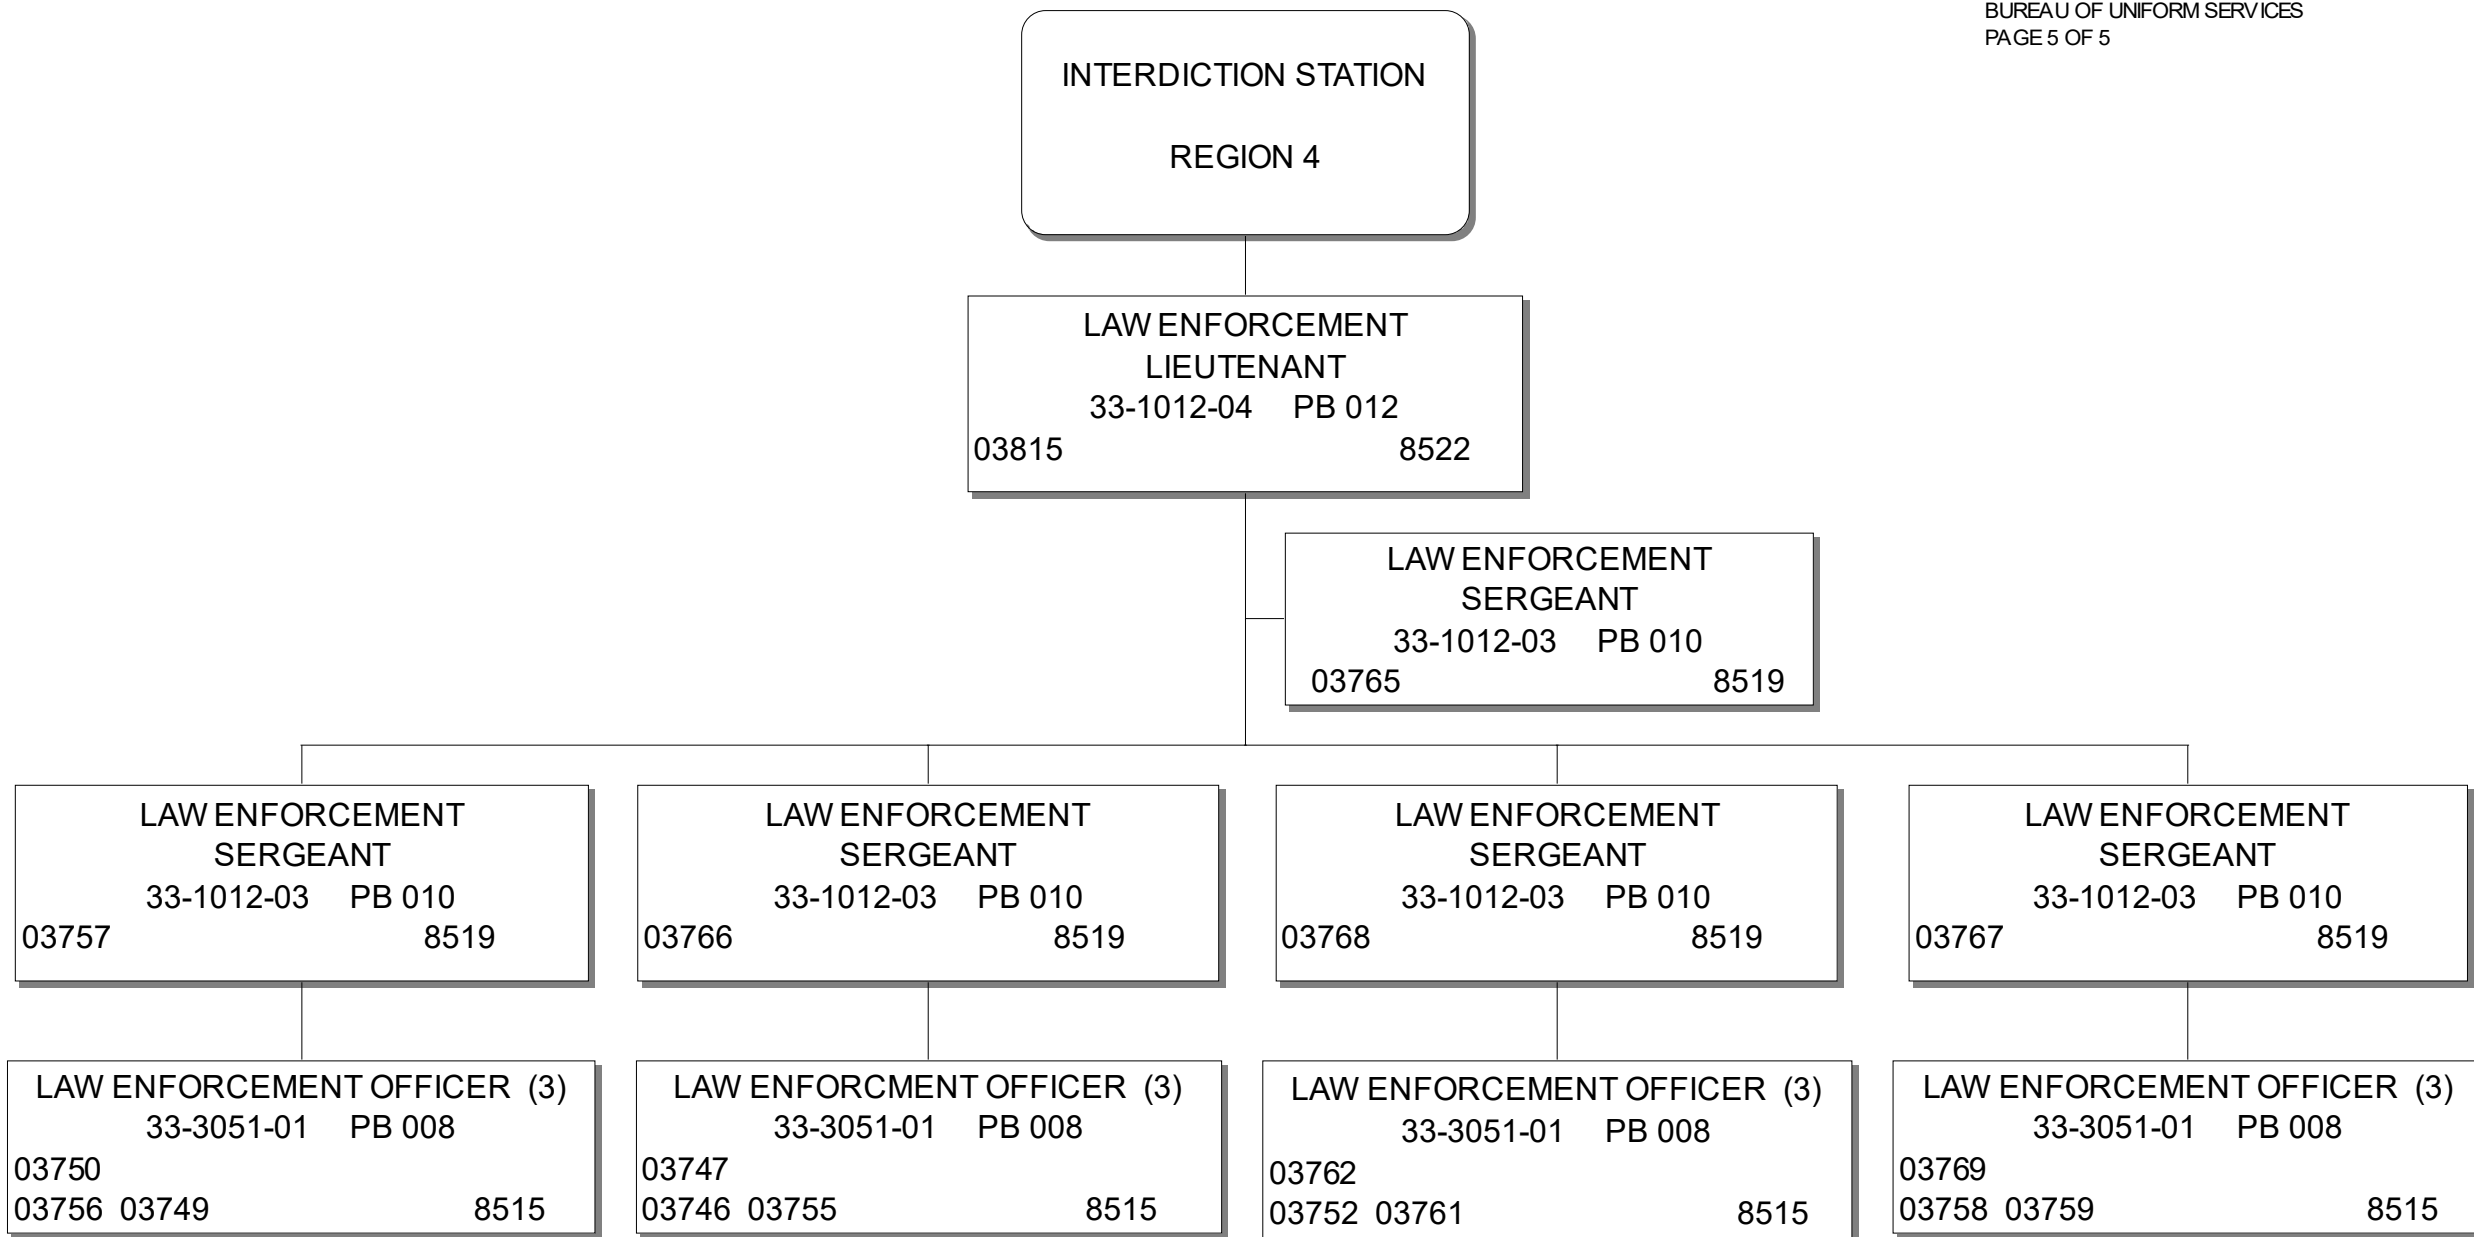 BUREAU OF UNIFORM SERVICES
PAGE 5 OF 5
INTERDICTION STATION
REGION 4
LAW ENFORCEMENT
LIEUTENANT
33-1012-04 PB 012
03815 8522
LAW ENFORCEMENT
SERGEANT
33-1012-03 PB 010
03765 8519
LAW ENFORCEMENT
SERGEANT
33-1012-03 PB 010
03757 8519
LAW ENFORCEMENT
SERGEANT
33-1012-03 PB 010
03766 8519
LAW ENFORCEMENT
SERGEANT
33-1012-03 PB 010
03768 8519
LAW ENFORCEMENT
SERGEANT
33-1012-03 PB 010
03767 8519
LAW ENFORCEMENT OFFICER (3)
33-3051-01 PB 008
03750
03756 03749 8515
LAW ENFORCMENT OFFICER (3)
33-3051-01 PB 008
03747
03746 03755 8515
LAW ENFORCEMENT OFFICER (3)
33-3051-01 PB 008
03762
03752 03761 8515
LAW ENFORCEMENT OFFICER (3)
33-3051-01 PB 008
03769
03758 03759 8515